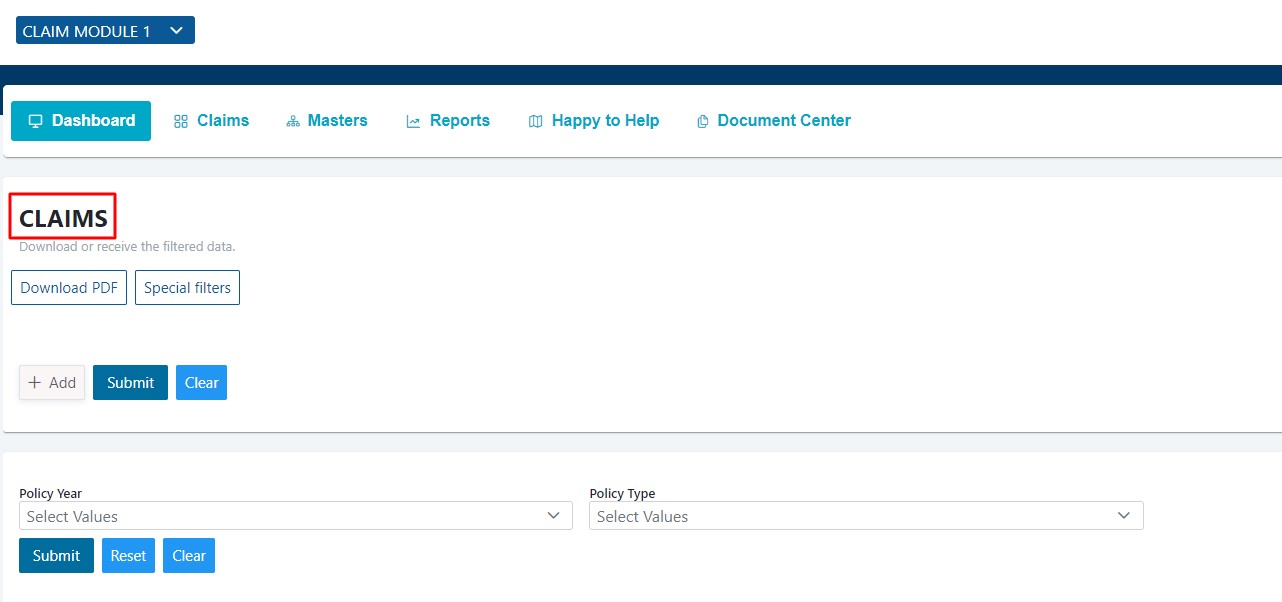 CLAIM MODULE 1
Dashboard Claims Masters Reports Happy to Help Document Center
CLAIMS
Download or receive the filtered data.
Download PDF Special filters
+ Add Submit Clear
Policy Year Policy Type
Select Values Select Values
Submit Reset Clear